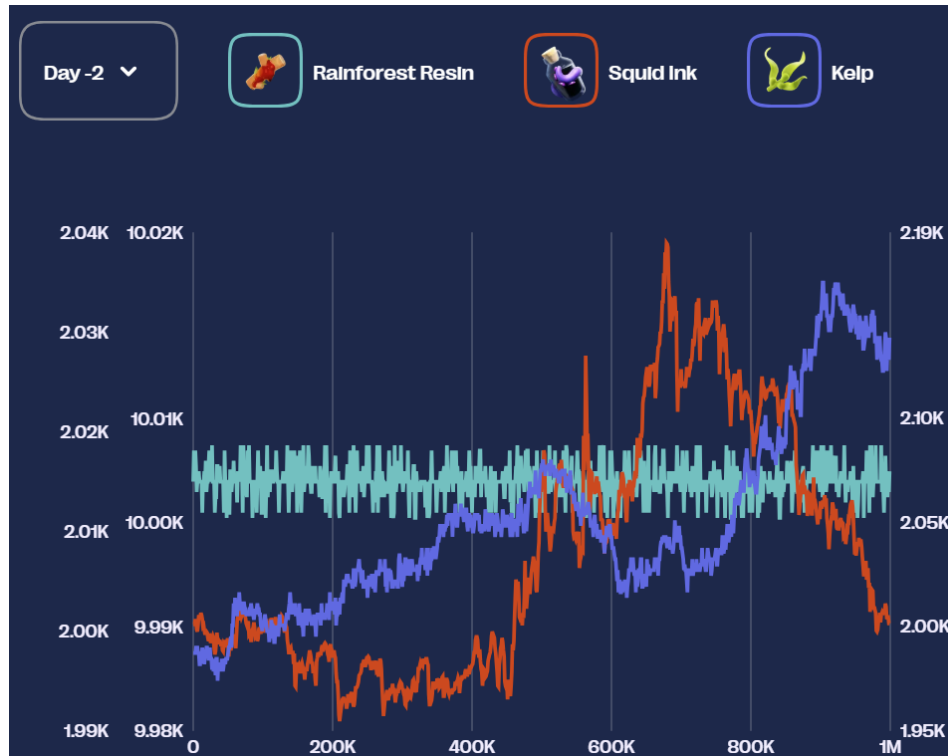 Day -2
Rainforest Resin
Squid Ink
Kelp
2.04K 10.02K 2.19K
2.03K
10.01K 2.10K
2.02K
2.01K 10.00K 2.05K
2.00K 9.99K 2.00K
1.99K 9.98K 1.95K
0 200K 400K 600K 800K 1M